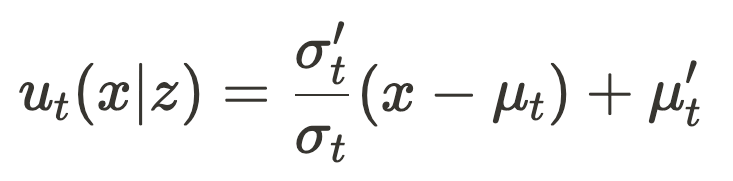 u_t(x|z) = \frac{\sigma'_t}{\sigma_t}(x - \mu_t) + \mu'_t